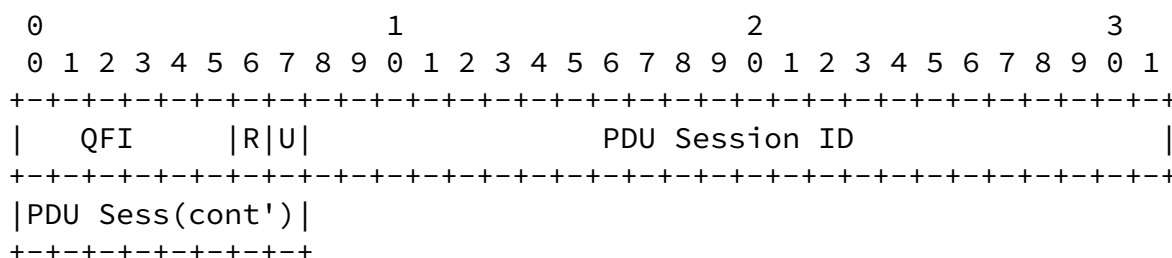 0                   1                   2                   3
 0 1 2 3 4 5 6 7 8 9 0 1 2 3 4 5 6 7 8 9 0 1 2 3 4 5 6 7 8 9 0 1
+-+-+-+-+-+-+-+-+-+-+-+-+-+-+-+-+-+-+-+-+-+-+-+-+-+-+-+-+-+-+-+-+
|   QFI     |R|U|                PDU Session ID                 |
+-+-+-+-+-+-+-+-+-+-+-+-+-+-+-+-+-+-+-+-+-+-+-+-+-+-+-+-+-+-+-+-+
|PDU Sess(cont')|
+-+-+-+-+-+-+-+-+